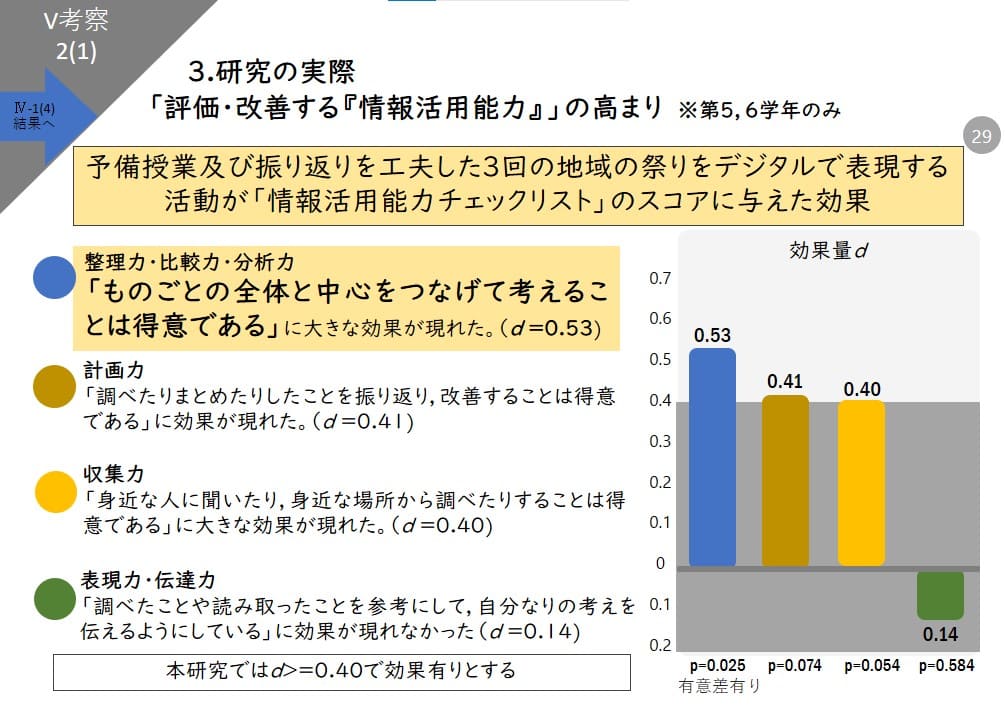 Ⅴ考察
2(1)
Ⅳ-1(4)
結果へ
3.研究の実際
「評価・改善する『情報活用能力』」の高まり ※第5,6学年のみ
29
予備授業及び振り返りを工夫した3回の地域の祭りをデジタルで表現する
活動が「情報活用能力チェックリスト」のスコアに与えた効果
整理力・比較力・分析力
「ものごとの全体と中心をつなげて考えるこ
とは得意である」に大きな効果が現れた。(d=0.53)
計画力
「調べたりまとめたりしたことを振り返り,改善することは得意
である」に効果が現れた。(d=0.41)
収集力
「身近な人に聞いたり,身近な場所から調べたりすることは得
意である」に大きな効果が現れた。(d=0.40)
表現力・伝達力
「調べたことや読み取ったことを参考にして,自分なりの考えを
伝えるようにしている」に効果が現れなかった(d=0.14)
本研究ではd>=0.40で効果有りとする
効果量d
0.7
0.6
0.5
0.4
0.3
0.2
0.1
0
0.1
0.2
0.53
0.41
0.40
0.14
p=0.025 p=0.074 p=0.054 p=0.584
有意差有り